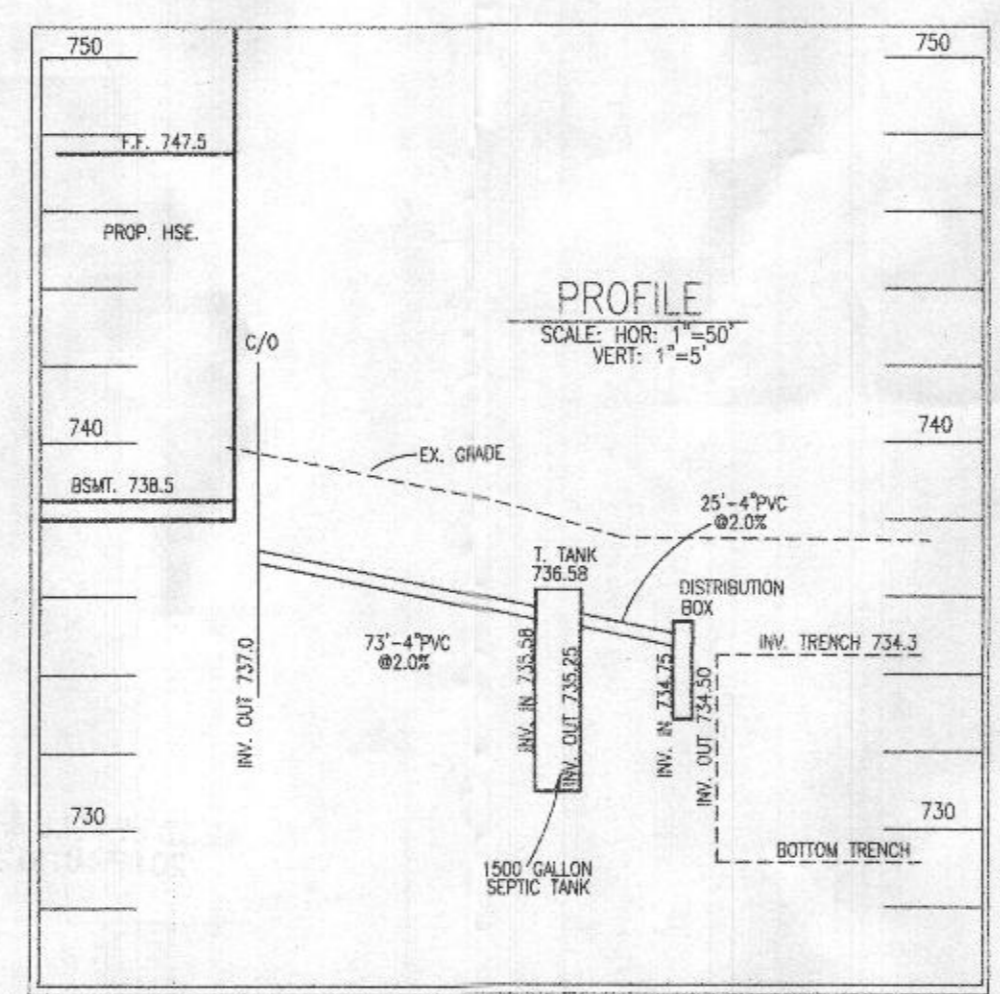 750
750
F.F. 747.5
PROP. HSE.
PROFILE
SCALE: HOR: 1"=50'
VERT: 1"=5'
C/O
740
740
EX. GRADE
BSMT. 738.5
25'-4"PVC
@2.0%
T. TANK
736.58
DISTRIBUTION
BOX
INV. TRENCH 734.3
73'-4"PVC
@2.0%
INV. OUT 737.0
INV. IN 735.58
INV. OUT 735.25
INV. IN 734.75
INV. OUT 734.50
730
730
BOTTOM TRENCH
1500 GALLON
SEPTIC TANK